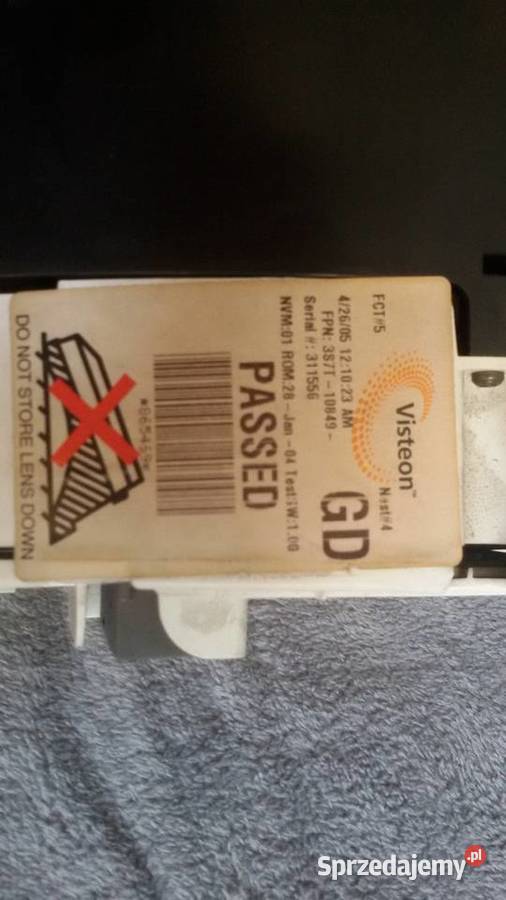 Visteon™
FCT#5 Nest#4
4/26/05 12:10:23 AM
FPN: 3S7T-10849- GD
Serial #: 311556
NVM:01 ROM:28-Jan-04 Test:W:1.00
PASSED
DO NOT STORE LENS DOWN
Sprzedajemy.pl